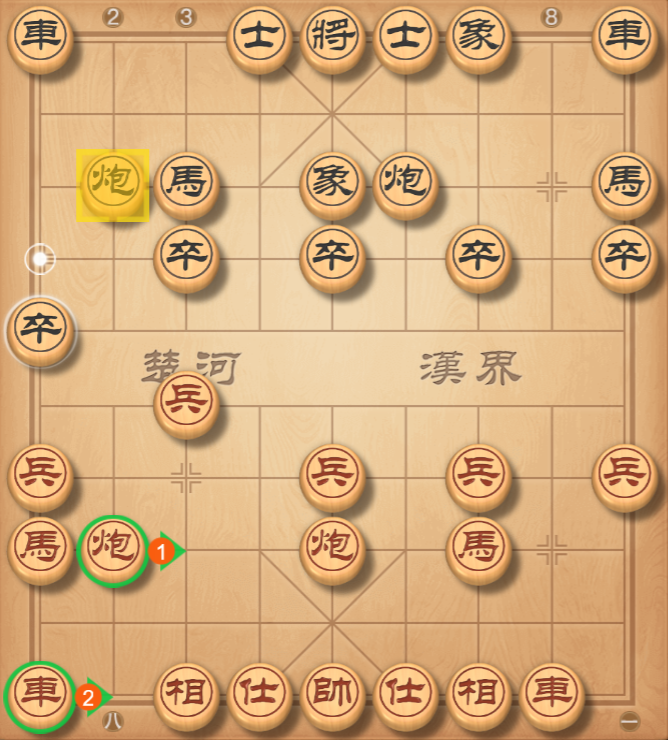 車 2 3 士 將 士 象 8 車
炮 馬 象 炮 馬
卒 卒 卒 卒
卒
楚河 漢界
兵
兵 兵 兵 兵
馬 炮 1 炮 馬
車 2 相 仕 帥 仕 相 車
八 一